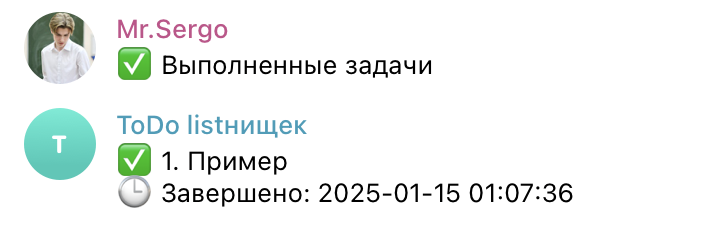 Mr.Sergo
✅ Выполненные задачи
T
ToDo listнищек
✅ 1. Пример
🕒 Завершено: 2025-01-15 01:07:36